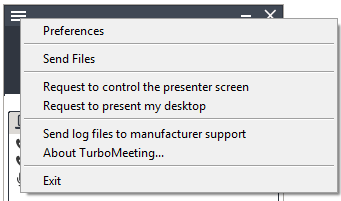 Preferences
Send Files
Request to control the presenter screen
Request to present my desktop
Send log files to manufacturer support
About TurboMeeting...
Exit